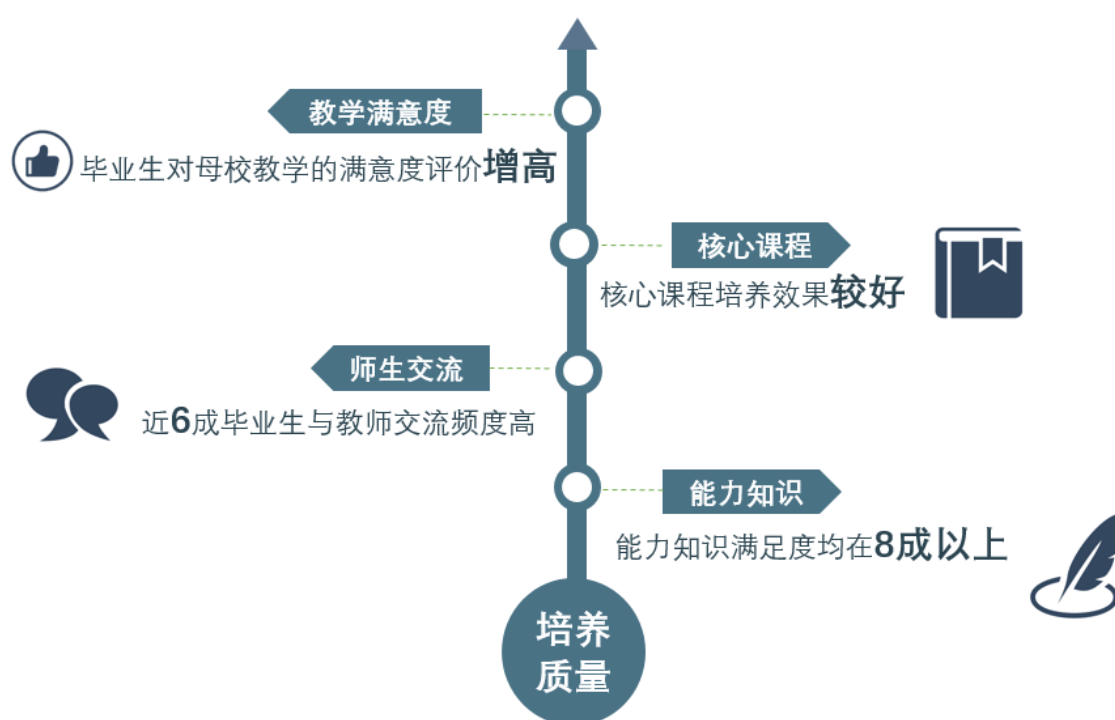 教学满意度
毕业生对母校教学的满意度评价增高
核心课程
核心课程培养效果较好
师生交流
近6成毕业生与教师交流频度高
能力知识
能力知识满足度均在8成以上
培养
质量